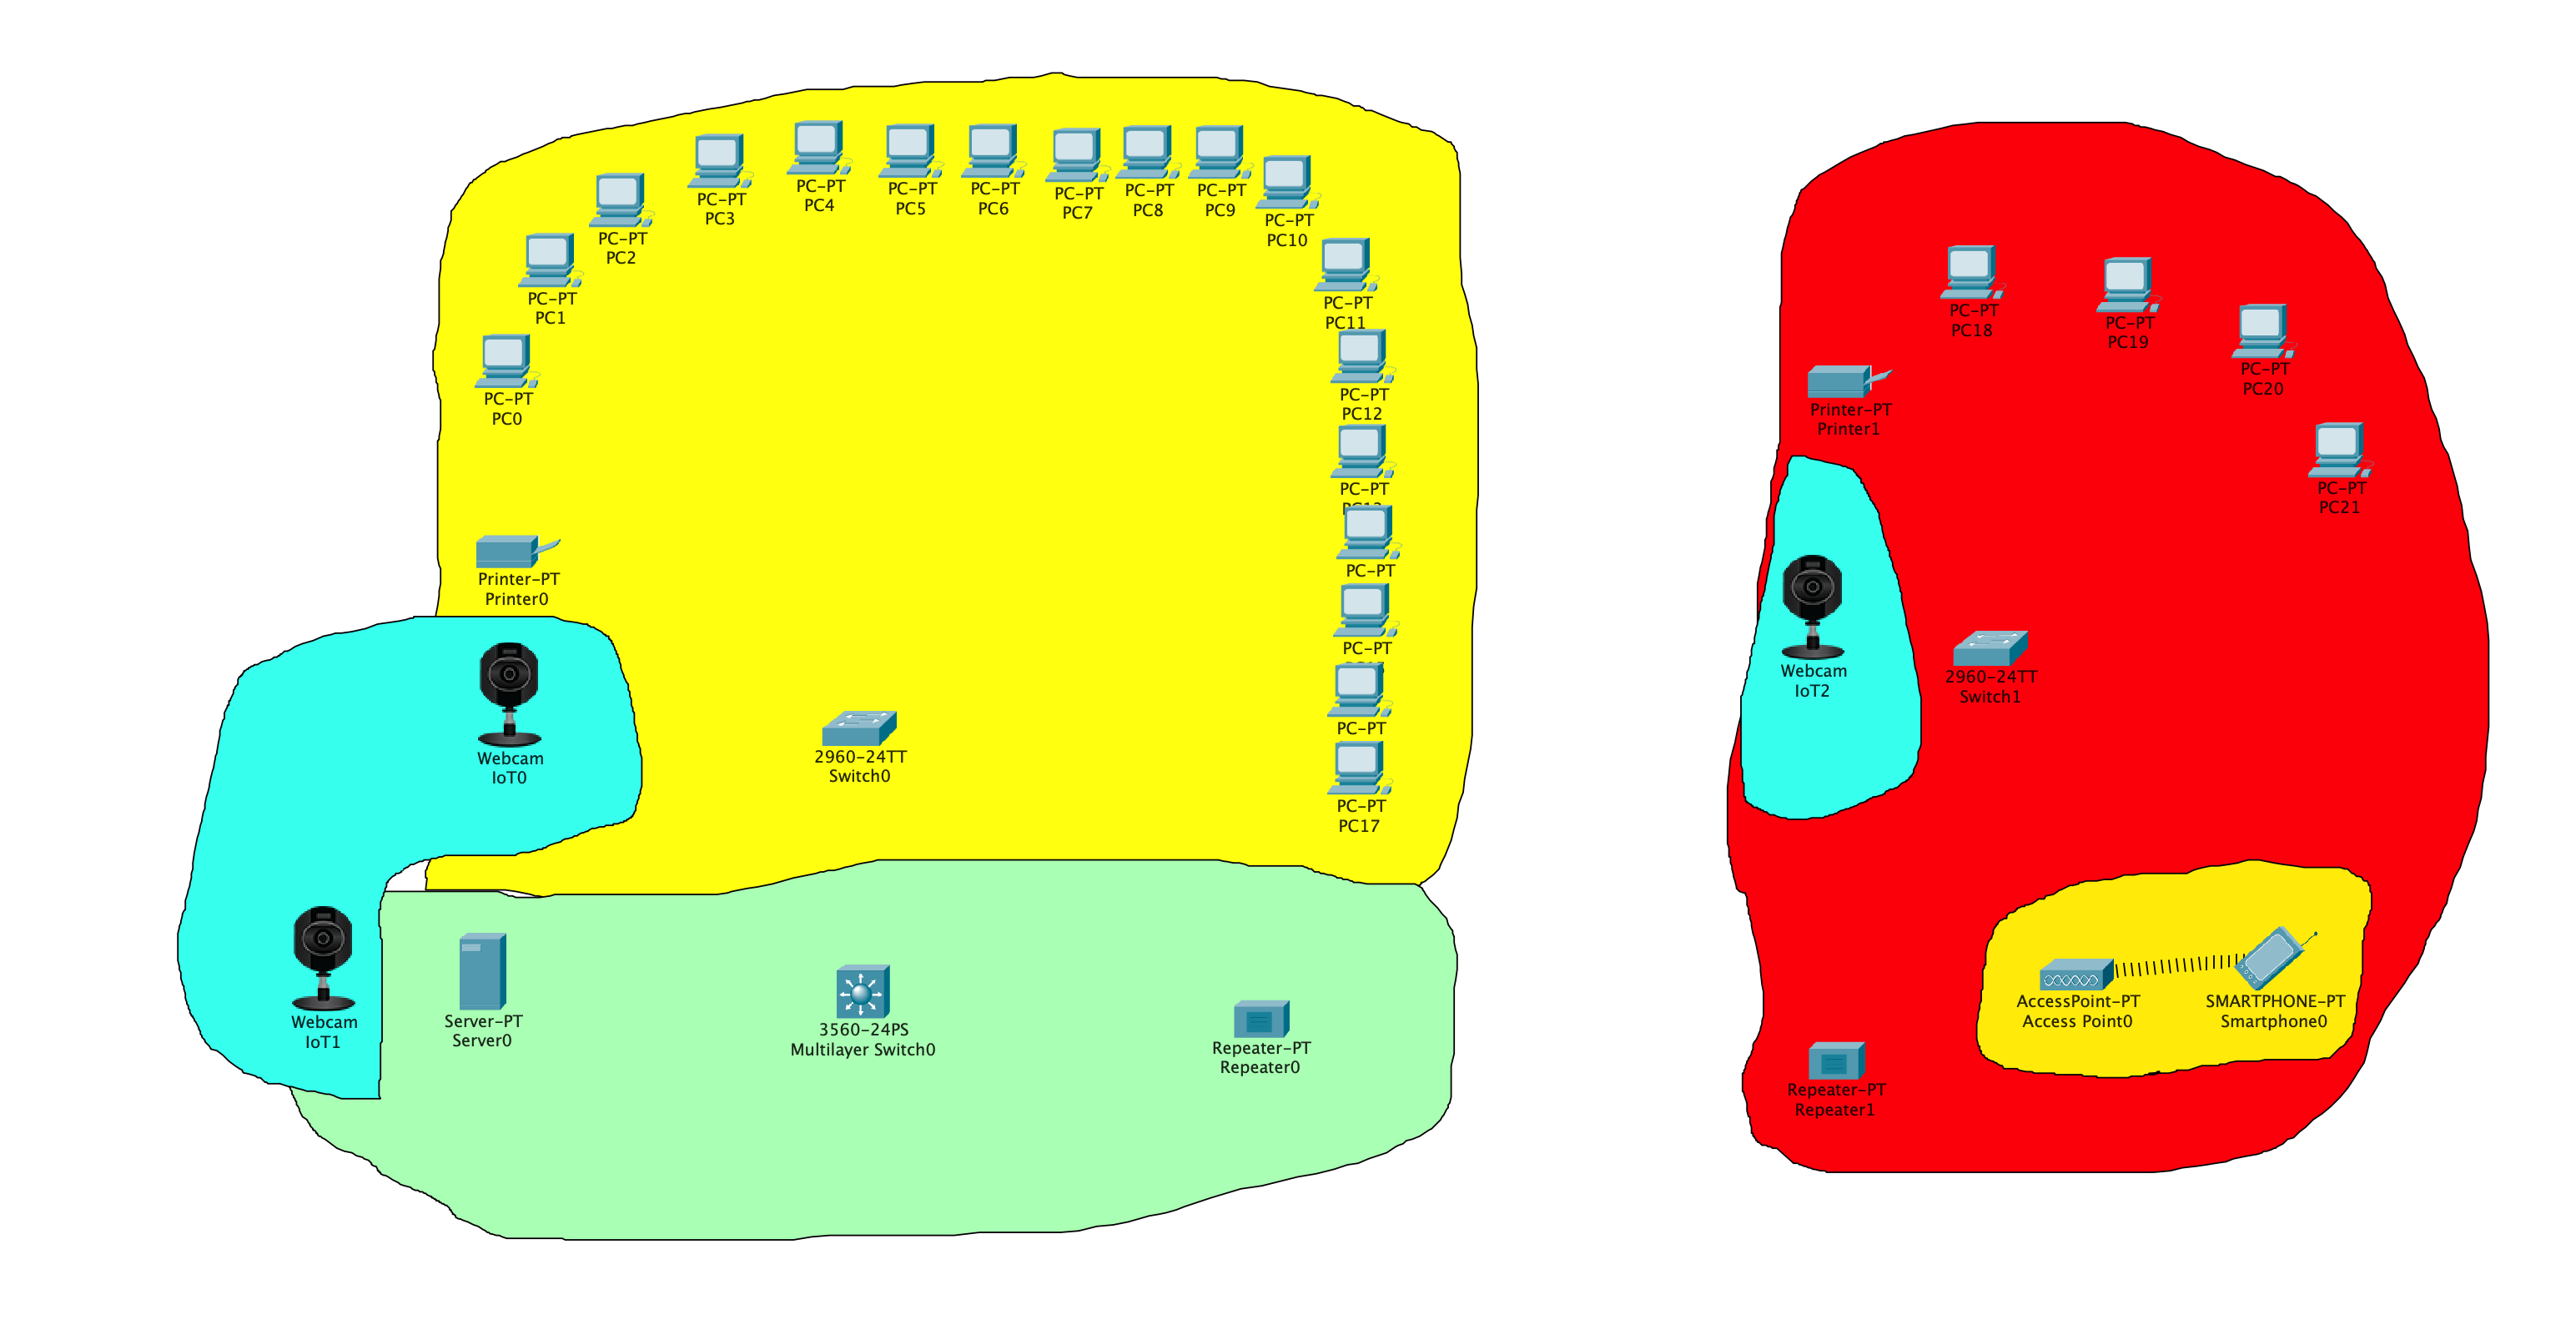 PC-PT
PC0
PC-PT
PC1
PC-PT
PC2
PC-PT
PC3
PC-PT
PC4
PC-PT
PC5
PC-PT
PC6
PC-PT
PC7
PC-PT
PC8
PC-PT
PC9
PC-PT
PC10
PC-PT
PC11
PC-PT
PC12
PC-PT
PC-PT
PC-PT
PC-PT
PC-PT
PC17
Printer-PT
Printer0
Webcam
IoT0
2960-24TT
Switch0
Webcam
IoT1
Server-PT
Server0
3560-24PS
Multilayer Switch0
Repeater-PT
Repeater0
PC-PT
PC18
PC-PT
PC19
PC-PT
PC20
PC-PT
PC21
Printer-PT
Printer1
Webcam
IoT2
2960-24TT
Switch1
AccessPoint-PT
Access Point0
SMARTPHONE-PT
Smartphone0
Repeater-PT
Repeater1